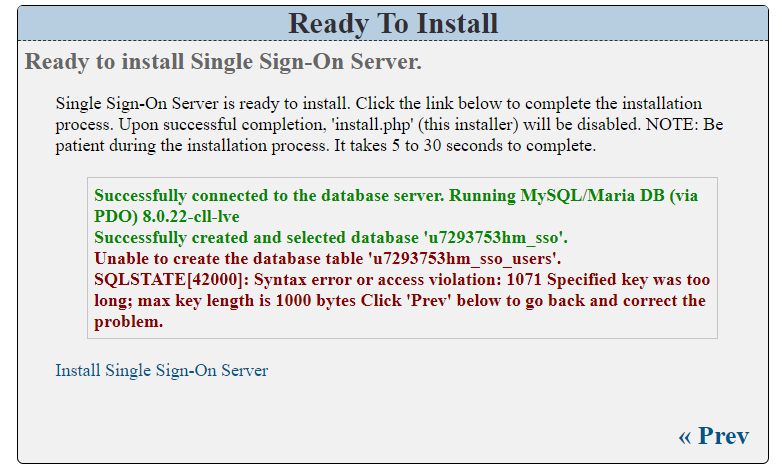 Ready To Install
Ready to install Single Sign-On Server.
Single Sign-On Server is ready to install. Click the link below to complete the installation
process. Upon successful completion, 'install.php' (this installer) will be disabled. NOTE: Be
patient during the installation process. It takes 5 to 30 seconds to complete.
Successfully connected to the database server. Running MySQL/Maria DB (via
PDO) 8.0.22-cll-lve
Successfully created and selected database 'u7293753hm_sso'.
Unable to create the database table 'u7293753hm_sso_users'.
SQLSTATE[42000]: Syntax error or access violation: 1071 Specified key was too
long; max key length is 1000 bytes Click 'Prev' below to go back and correct the
problem.
Install Single Sign-On Server
« Prev